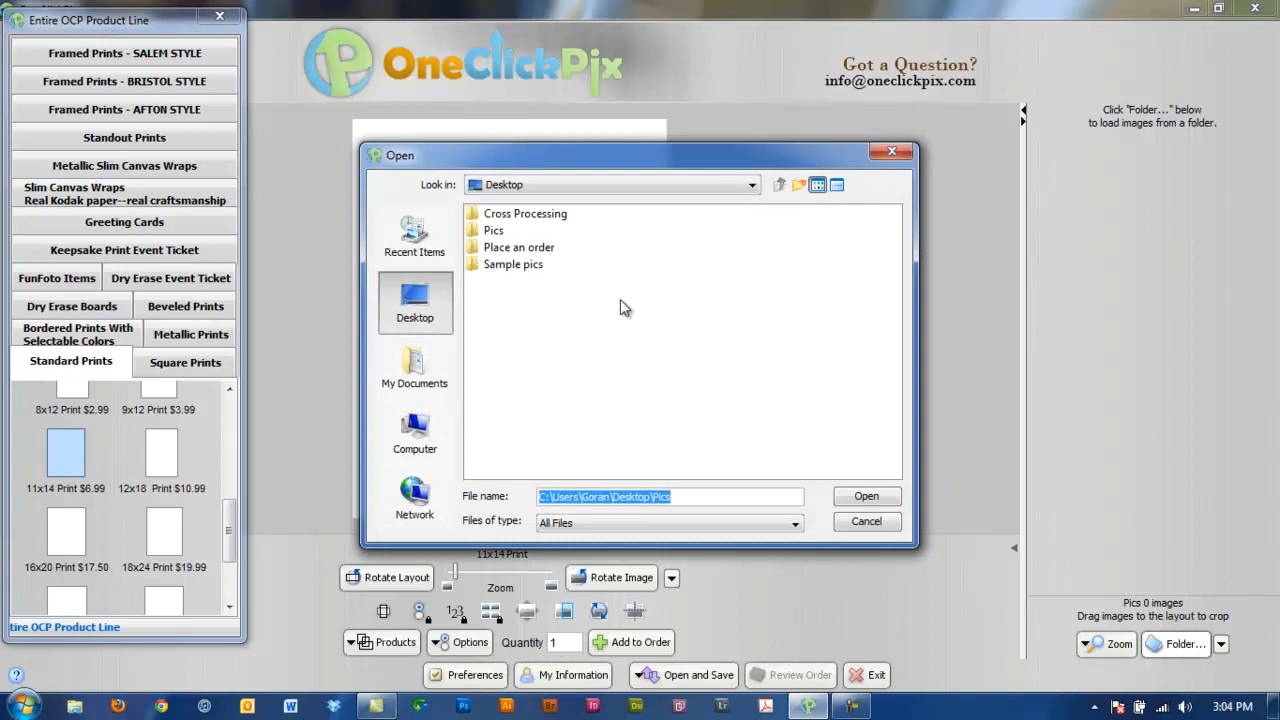 Entire OCP Product Line
Framed Prints - SALEM STYLE
Framed Prints - BRISTOL STYLE
Framed Prints - AFTON STYLE
Standout Prints
Metallic Slim Canvas Wraps
Slim Canvas Wraps
Real Kodak paper--real craftsmanship
Greeting Cards
Keepsake Print Event Ticket
FunFoto Items
Dry Erase Event Ticket
Dry Erase Boards
Beveled Prints
Bordered Prints With
Selectable Colors
Metallic Prints
Standard Prints
Square Prints
8x12 Print $2.99
9x12 Print $3.99
11x14 Print $6.99
12x18 Print $10.99
16x20 Print $17.50
18x24 Print $19.99
tire OCP Product Line
OneClickPix
Got a Question?
info@oneclickpix.com
Open
Look in:
Desktop
Recent Items
Desktop
My Documents
Computer
Network
Cross Processing
Pics
Place an order
Sample pics
File name:
C:\Users\Goran\Desktop\Pics
Open
Files of type:
All Files
Cancel
11x14 Print
Rotate Layout
Zoom
Rotate Image
123
Products
Options
Quantity
1
Add to Order
Preferences
My Information
Open and Save
Review Order
Exit
Click "Folder..." below
to load images from a folder.
Pics 0 images
Drag images to the layout to crop
Zoom
Folder...
Ps
Ai
Br
Id
Du
Lr
3:04 PM